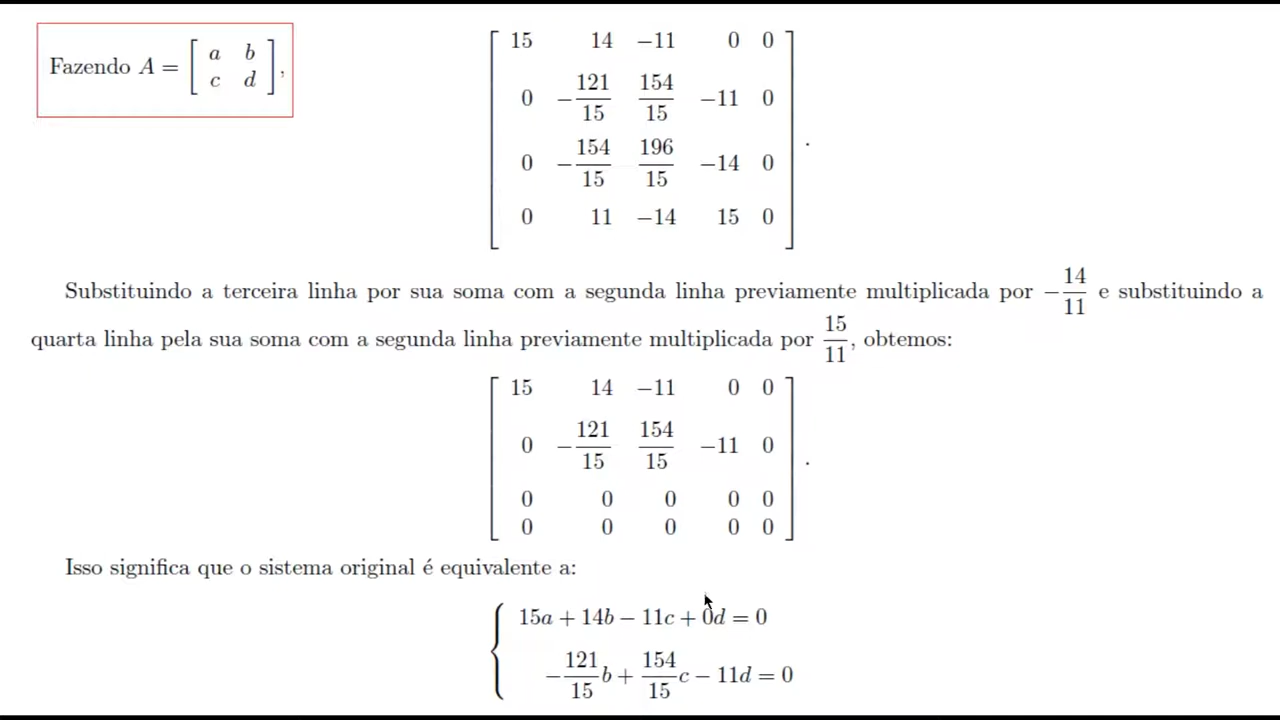 Fazendo A = [ a b
c d ],
[ 15 14 −11 0 0
0 −121/15 154/15 −11 0
0 −154/15 196/15 −14 0
0 11 −14 15 0 ].
Substituindo a terceira linha por sua soma com a segunda linha previamente multiplicada por −14/11 e substituindo a
quarta linha pela sua soma com a segunda linha previamente multiplicada por 15/11, obtemos:
[ 15 14 −11 0 0
0 −121/15 154/15 −11 0
0 0 0 0 0
0 0 0 0 0 ].
Isso significa que o sistema original é equivalente a:
{ 15a + 14b − 11c + 0d = 0
−121/15 b + 154/15 c − 11d = 0